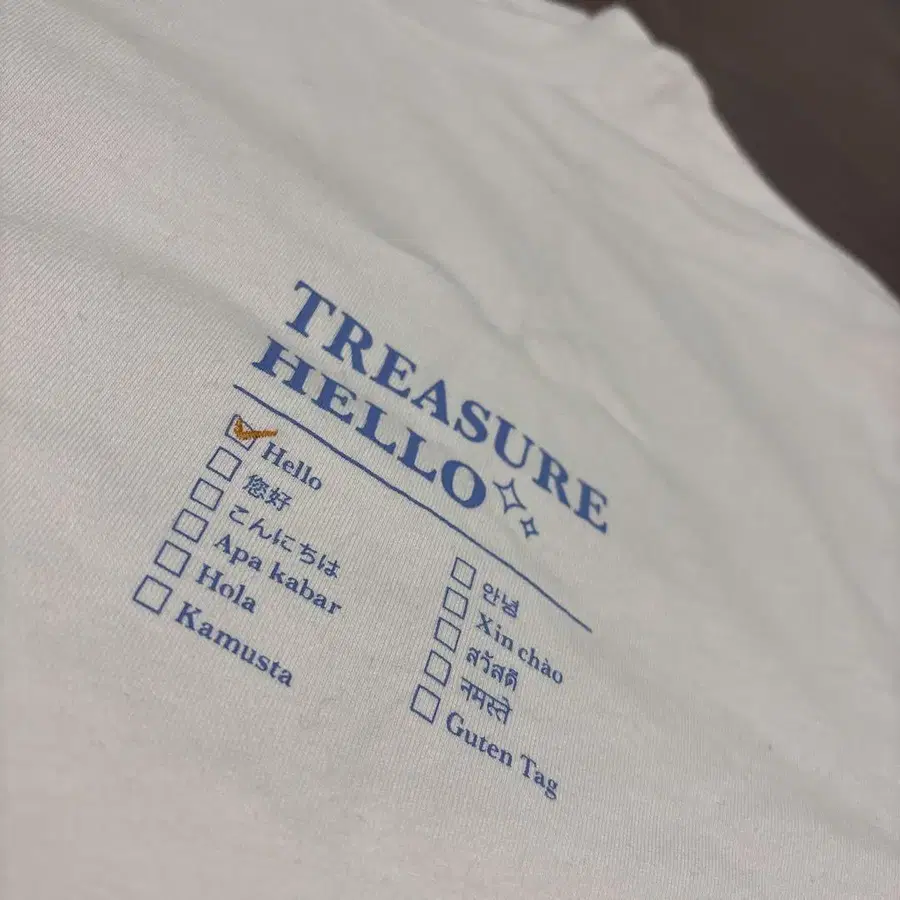 TREASURE
HELLO
Hello
您好
こんにちは
Apa kabar
Hola
Kamusta
안녕
Xin chào
สวัสดี
नमस्ते
Guten Tag